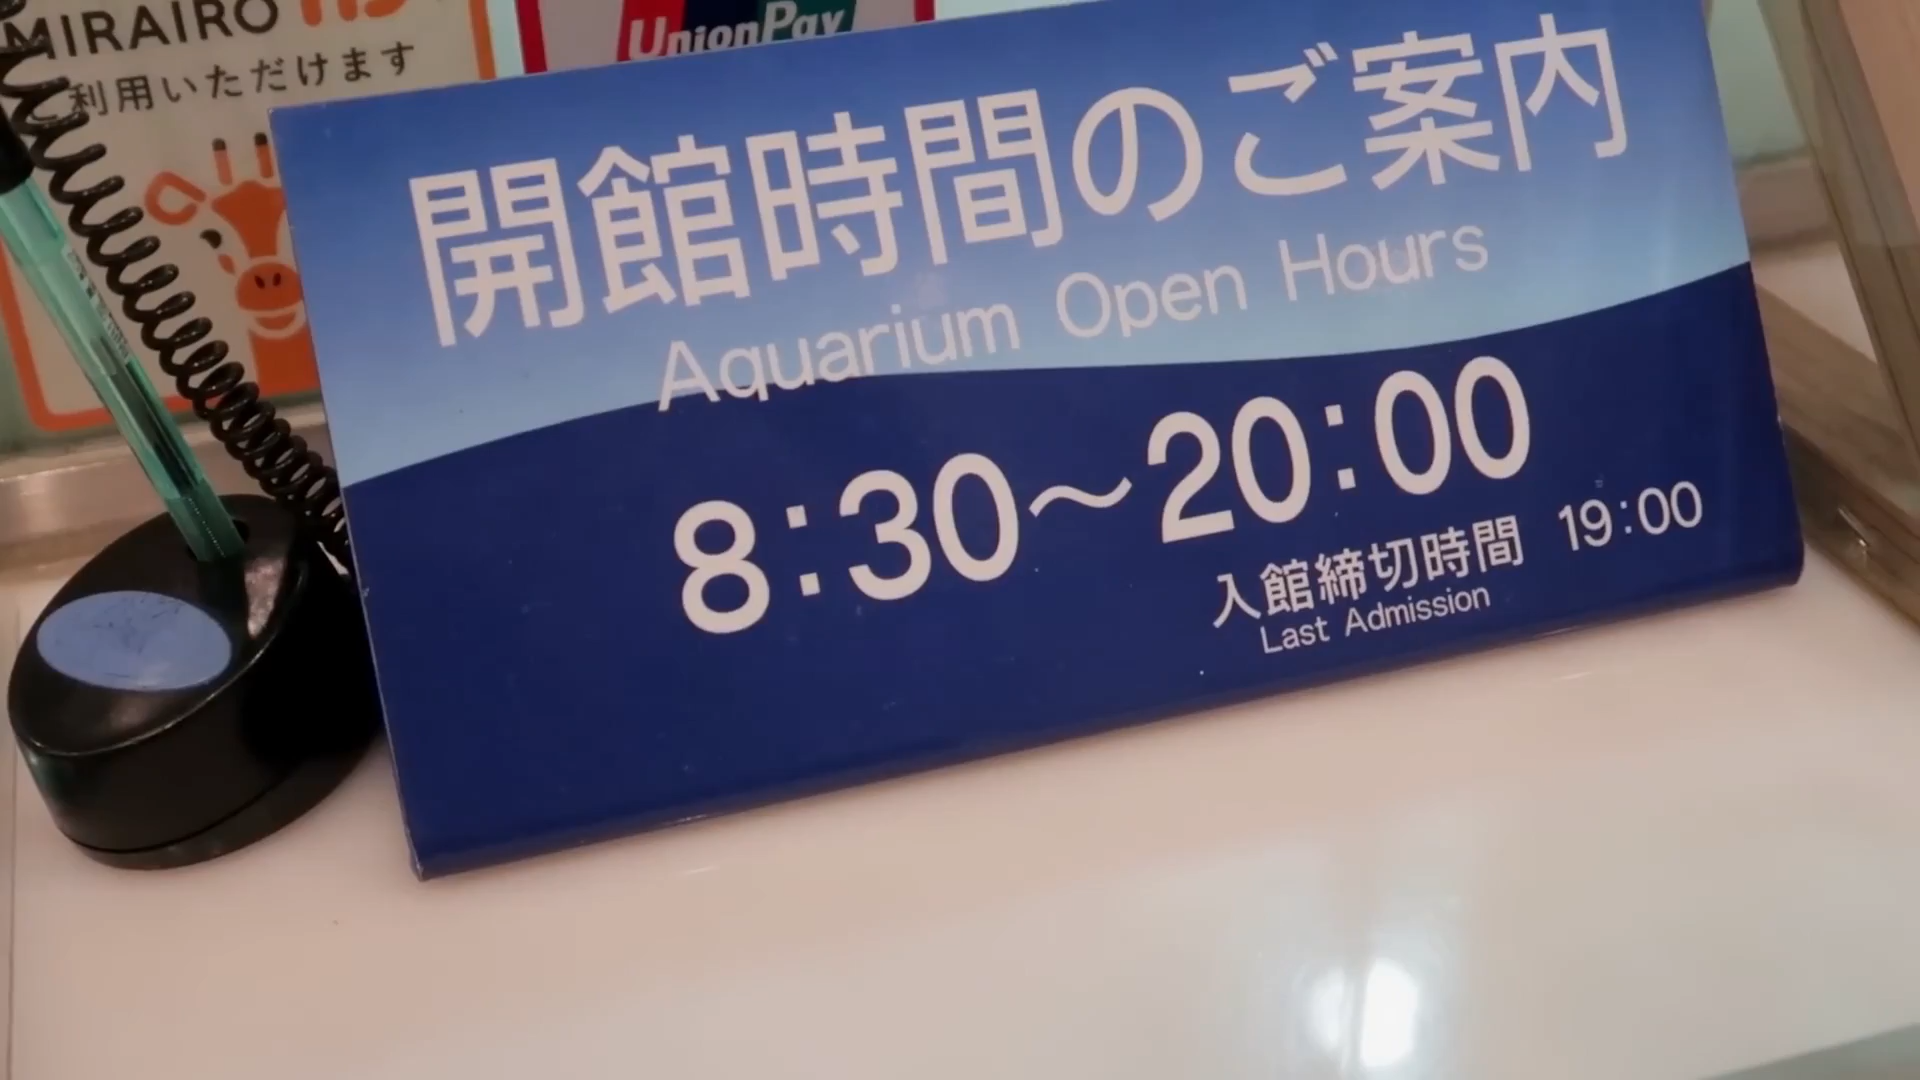 MIRAIRO
利用いただけます
UnionPay
開館時間のご案内
Aquarium Open Hours
8:30～20:00
入館締切時間 19:00
Last Admission